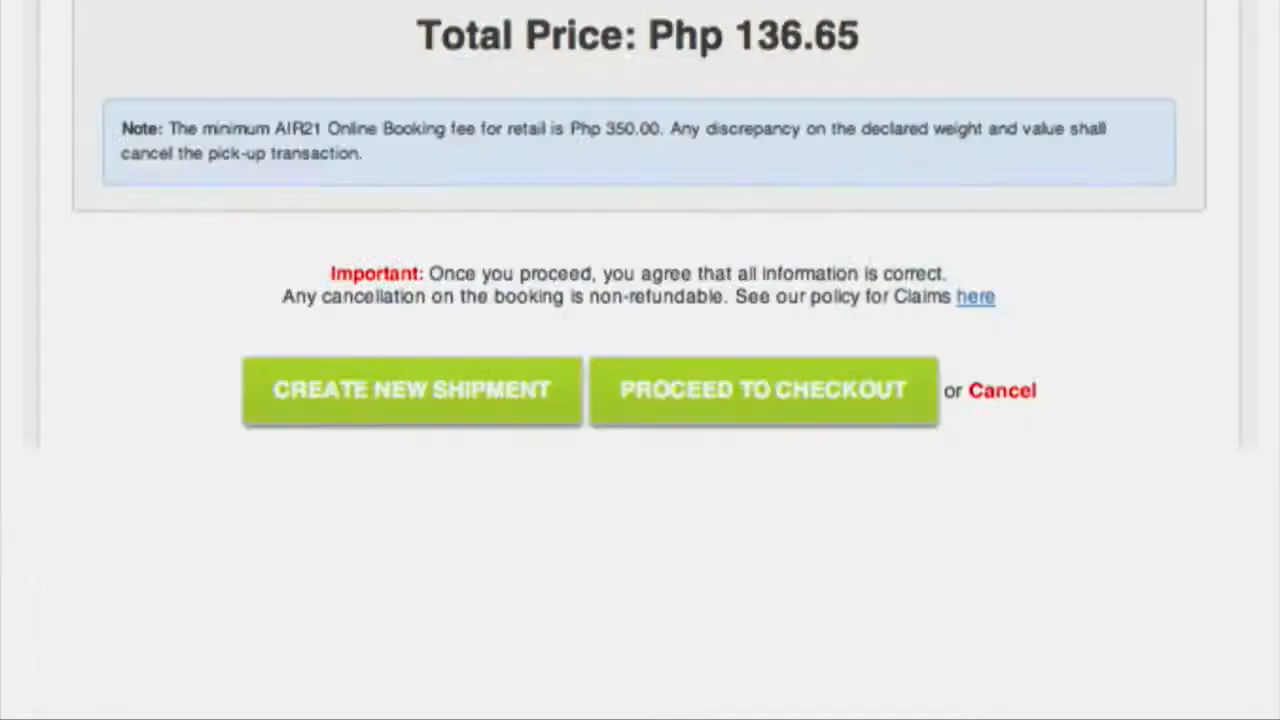 Total Price: Php 136.65
Note: The minimum AIR21 Online Booking fee for retail is Php 350.00. Any discrepancy on the declared weight and value shall
cancel the pick-up transaction.
Important: Once you proceed, you agree that all information is correct.
Any cancellation on the booking is non-refundable. See our policy for Claims here
CREATE NEW SHIPMENT PROCEED TO CHECKOUT or Cancel